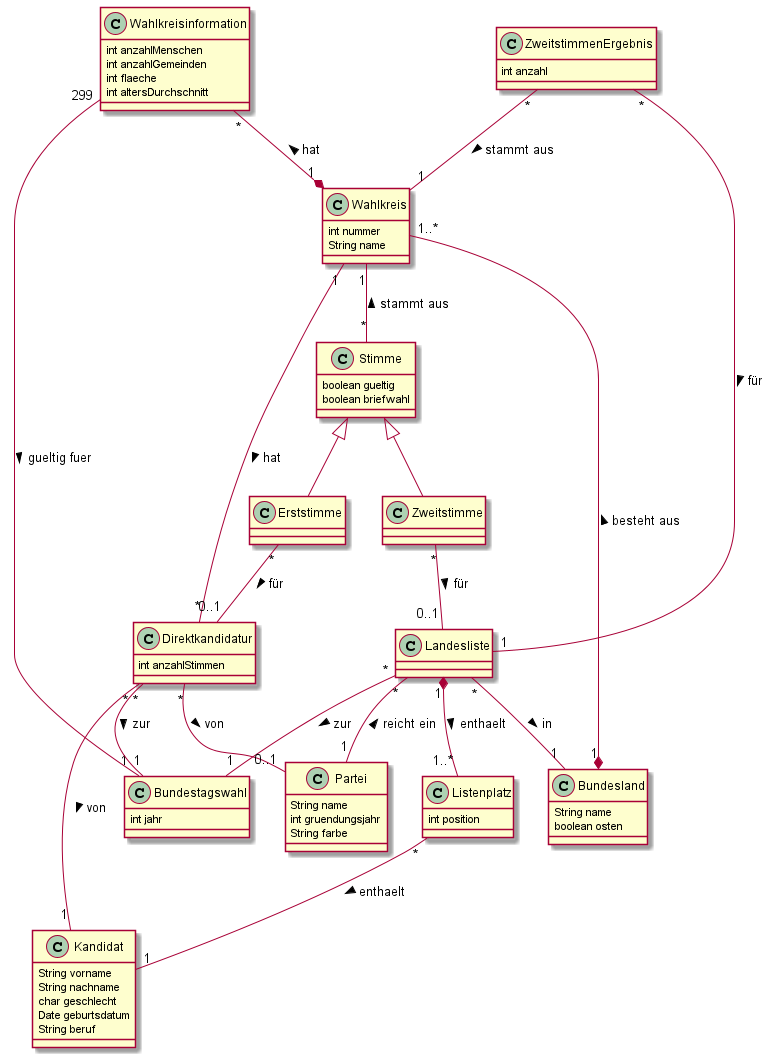 C Wahlkreisinformation
int anzahlMenschen
int anzahlGemeinden
int flaeche
int altersDurchschnitt
C ZweitstimmenErgebnis
int anzahl
299
*
*
*
hat
stammt aus
1
1
C Wahlkreis
int nummer
String name
1..*
1
1
stammt aus
*
C Stimme
boolean gueltig
boolean briefwahl
für
gueltig fuer
hat
C Erststimme
C Zweitstimme
besteht aus
*
*
für
für
*
0..1
0..1
C Direktkandidatur
int anzahlStimmen
C Landesliste
1
*
*
*
*
*
1
*
zur
von
zur
reicht ein
enthaelt
in
1
1
1
0..1
1
1..*
1
1
C Bundestagswahl
int jahr
C Partei
String name
int gruendungsjahr
String farbe
C Listenplatz
int position
C Bundesland
String name
boolean osten
von
*
enthaelt
1
1
C Kandidat
String vorname
String nachname
char geschlecht
Date geburtsdatum
String beruf